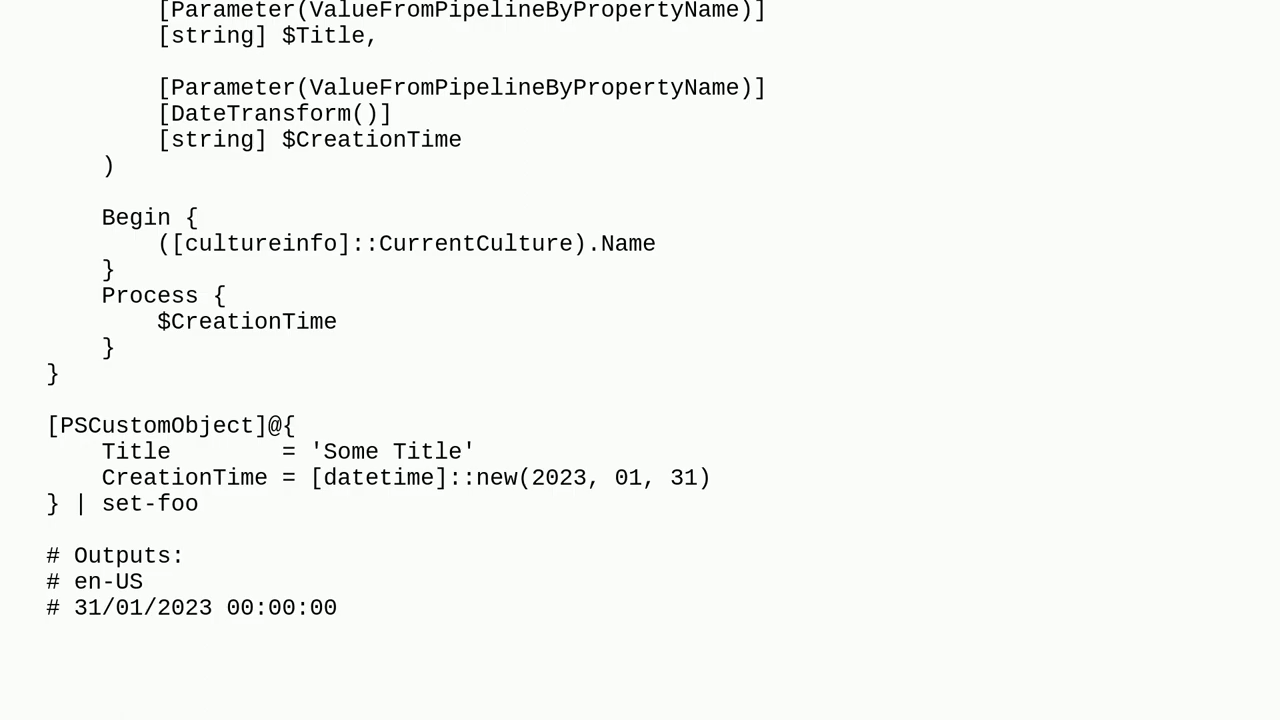 [Parameter(ValueFromPipelineByPropertyName)]
[string] $Title,
[Parameter(ValueFromPipelineByPropertyName)]
[DateTransform()]
[string] $CreationTime
)
Begin {
([cultureinfo]::CurrentCulture).Name
}
Process {
$CreationTime
}
}
[PSCustomObject]@{
Title        = 'Some Title'
CreationTime = [datetime]::new(2023, 01, 31)
} | set-foo
# Outputs:
# en-US
# 31/01/2023 00:00:00